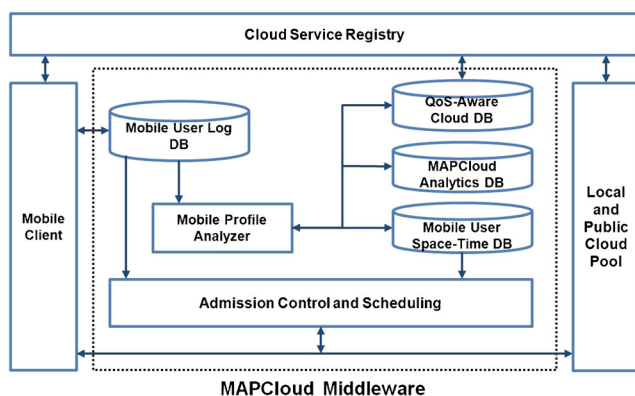 Cloud Service Registry
Mobile User Log
DB
QoS-Aware
Cloud DB
MAPCloud
Analytics DB
Mobile
Client
Mobile Profile
Analyzer
Mobile User
Space-Time DB
Local
and
Public
Cloud
Pool
Admission Control and Scheduling
MAPCloud Middleware